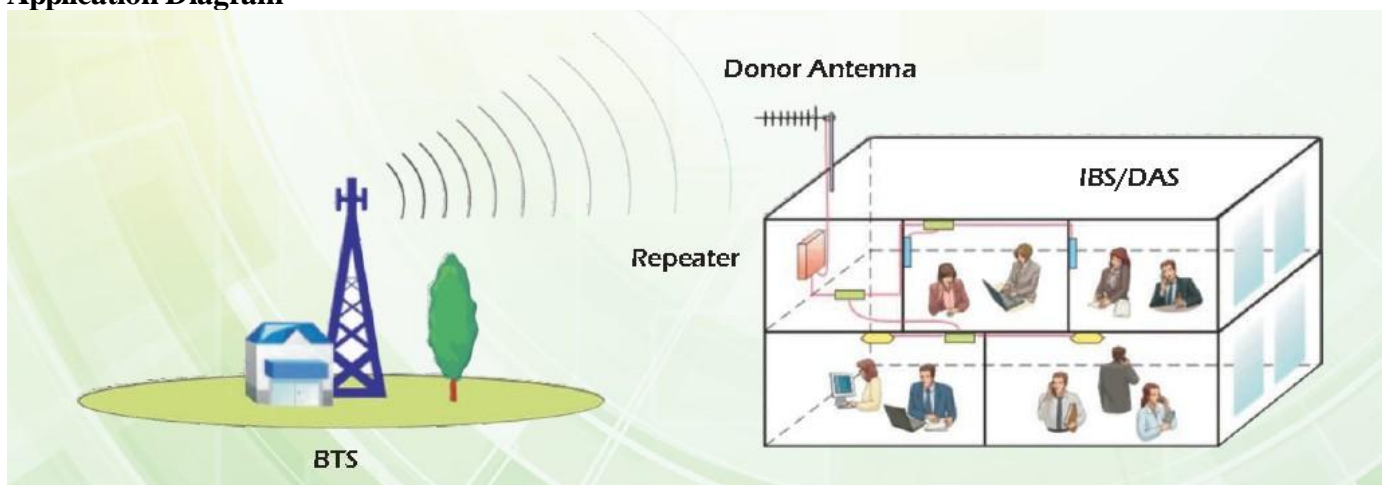 Application Diagram
Donor Antenna
IBS/DAS
Repeater
BTS